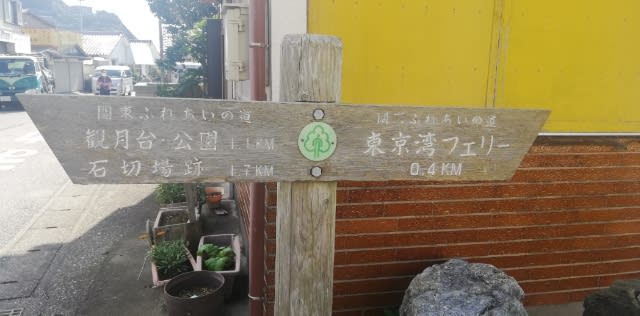 関東ふれあいの道
観月台・公園 1.1KM
石切場跡 1.7KM
関東ふれあいの道
東京湾フェリー
0.4KM